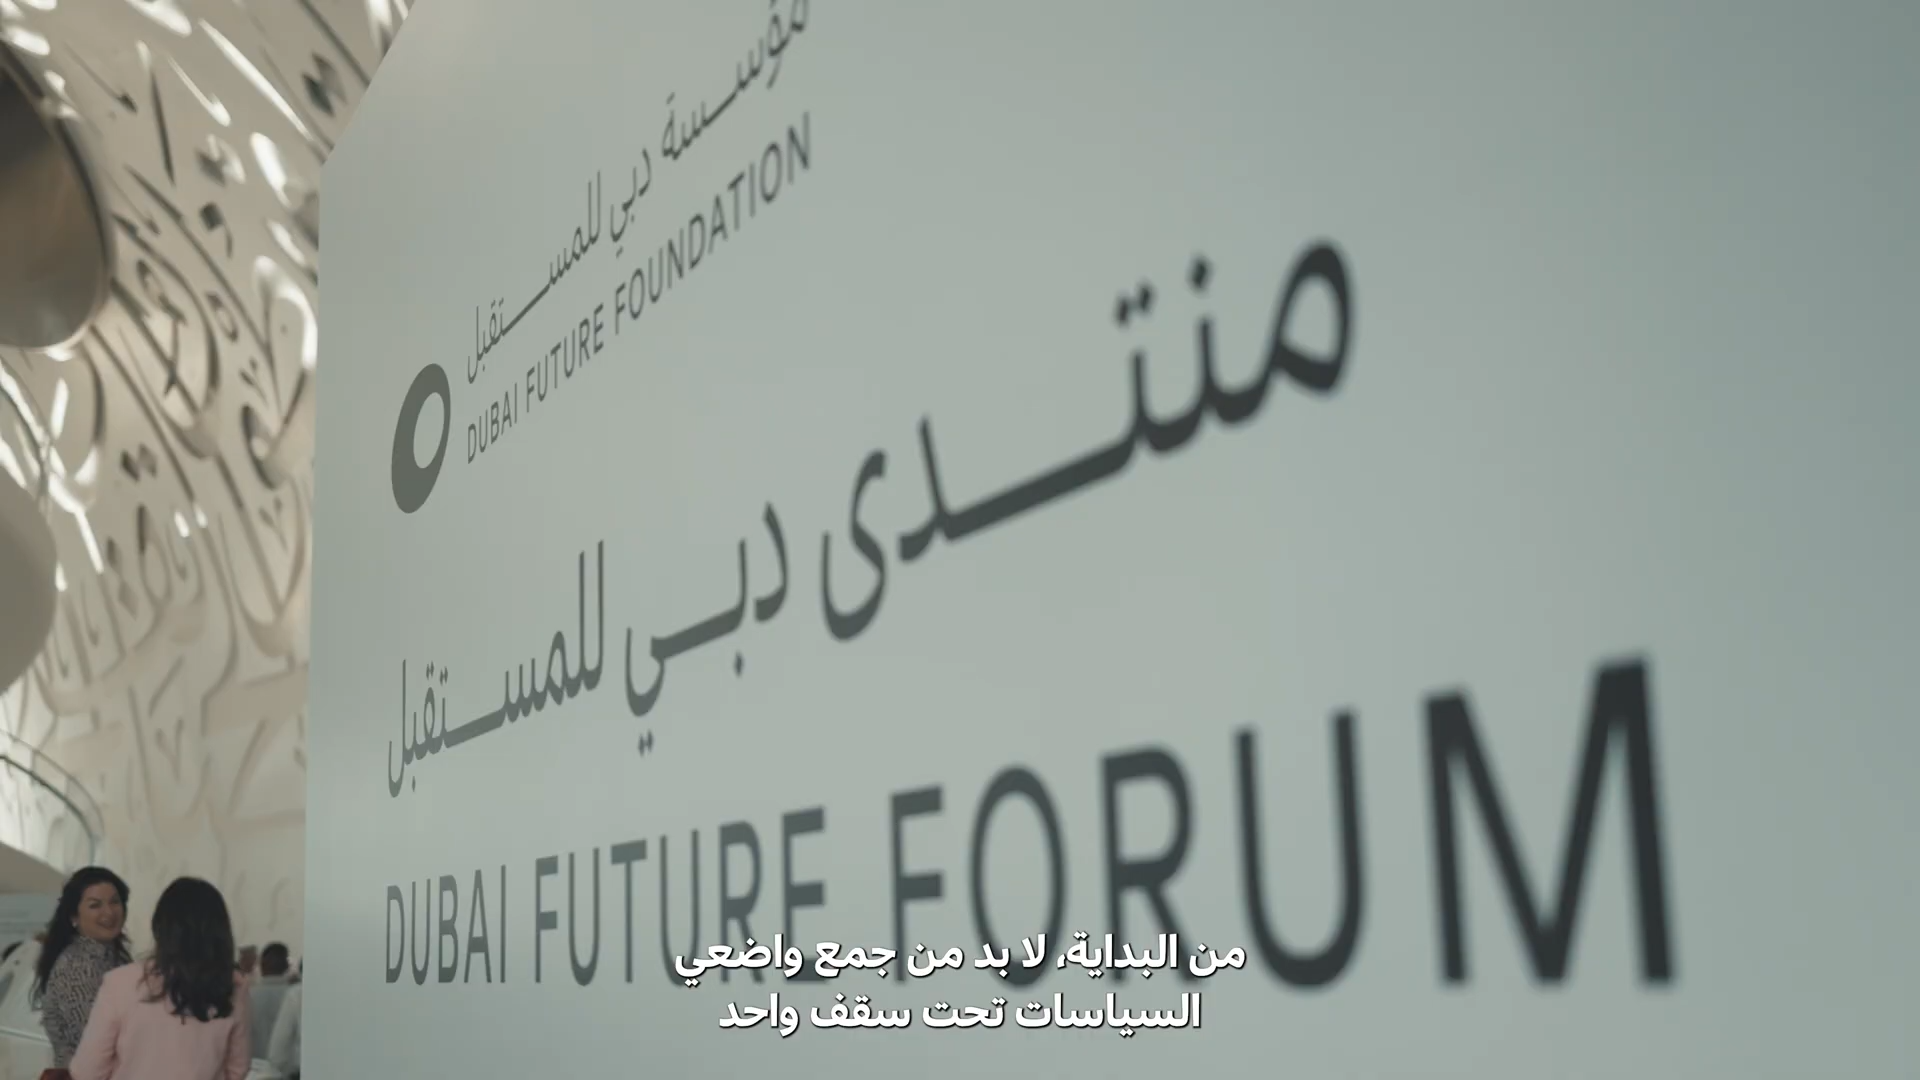 مؤسسة دبي للمستقبل
DUBAI FUTURE FOUNDATION
منتدى دبي للمستقبل
DUBAI FUTURE FORUM
من البداية، لا بد من جمع واضعي
السياسات تحت سقف واحد